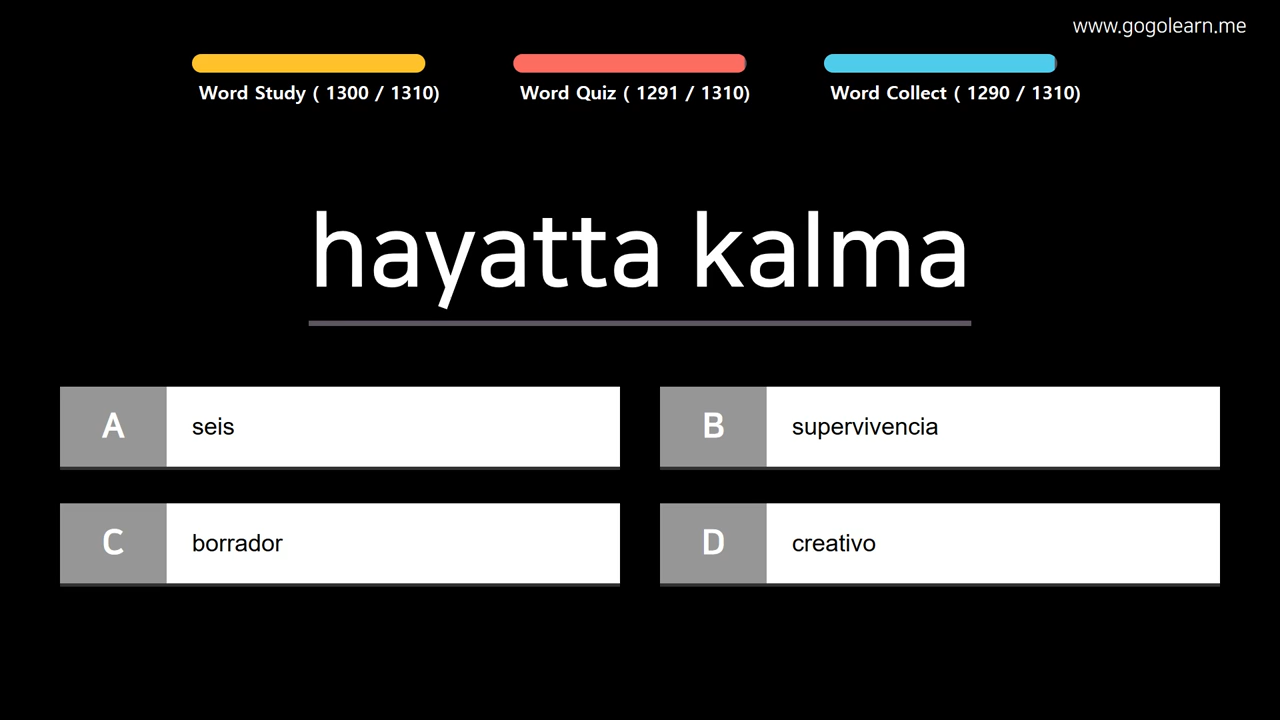 www.gogolearn.me
Word Study ( 1300 / 1310)
Word Quiz ( 1291 / 1310)
Word Collect ( 1290 / 1310)
hayatta kalma
A seis
B supervivencia
C borrador
D creativo